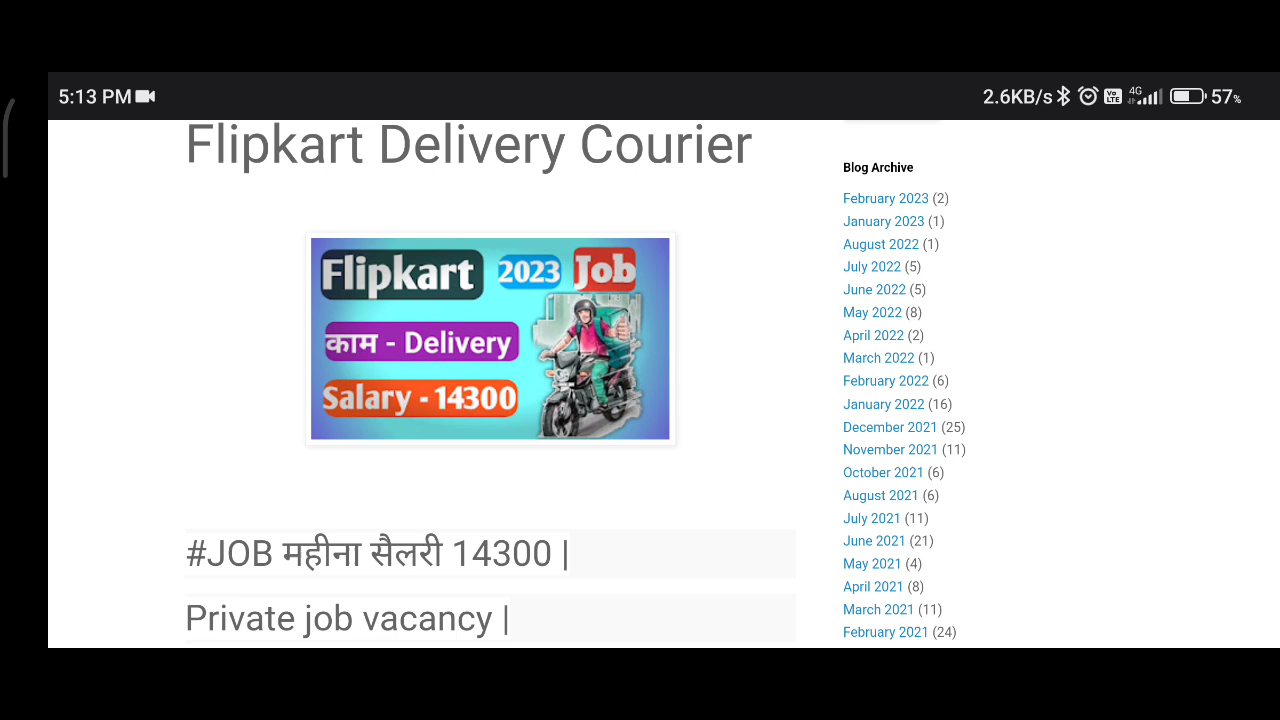 5:13 PM
2.6KB/s
Vo
LTE
4G
57%
Flipkart Delivery Courier
Flipkart 2023 Job
काम - Delivery
Salary - 14300
#JOB महीना सैलरी 14300 |
Private job vacancy |
Blog Archive
February 2023 (2)
January 2023 (1)
August 2022 (1)
July 2022 (5)
June 2022 (5)
May 2022 (8)
April 2022 (2)
March 2022 (1)
February 2022 (6)
January 2022 (16)
December 2021 (25)
November 2021 (11)
October 2021 (6)
August 2021 (6)
July 2021 (11)
June 2021 (21)
May 2021 (4)
April 2021 (8)
March 2021 (11)
February 2021 (24)